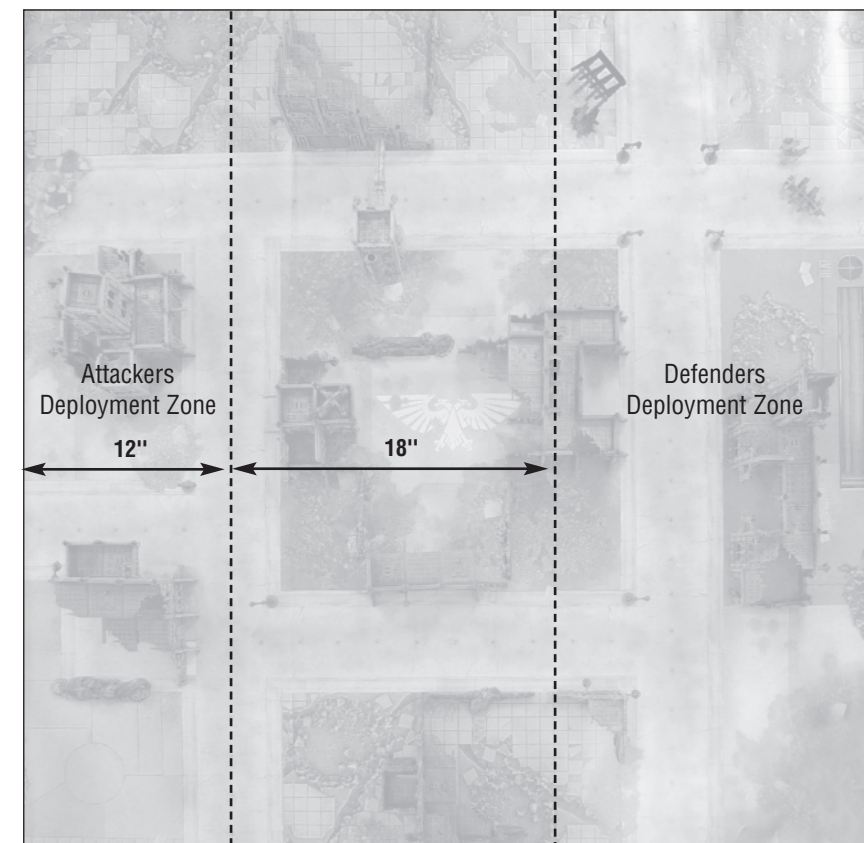 Attackers
Deployment Zone
12"
18"
Defenders
Deployment Zone